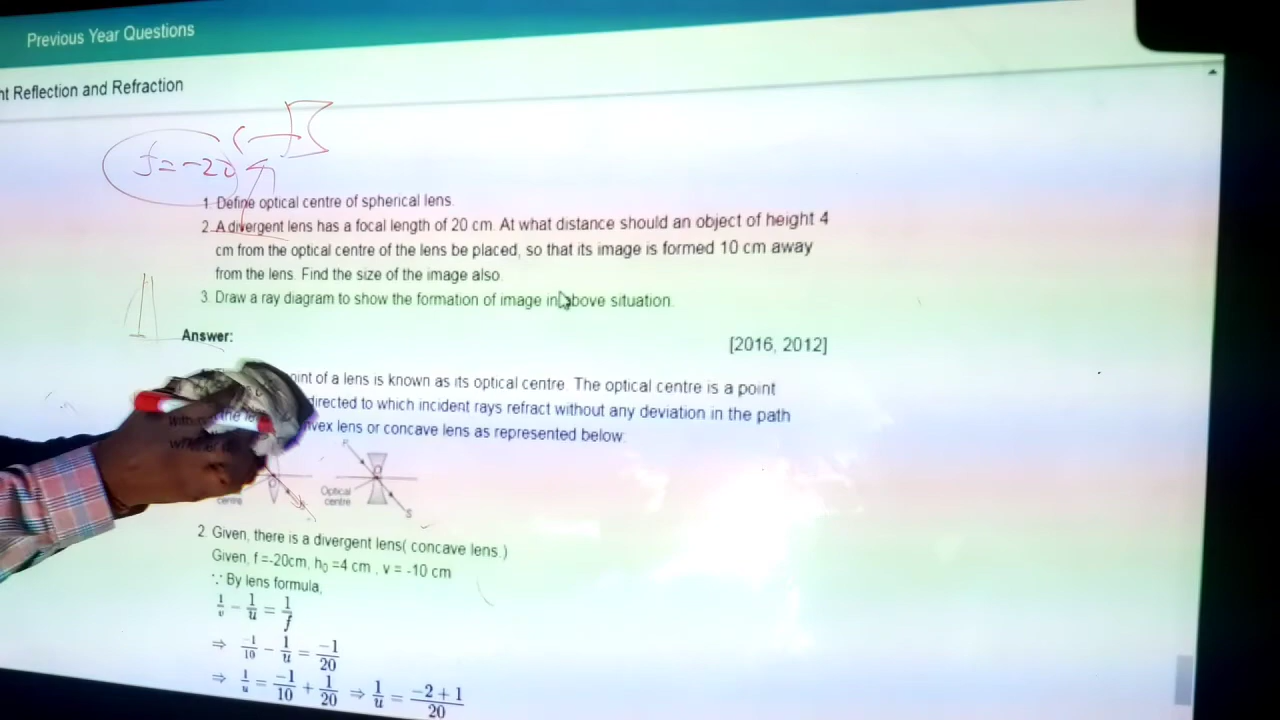 Previous Year Questions
Reflection and Refraction
f = -20
1. Define optical centre of spherical lens.
2. A divergent lens has a focal length of 20 cm. At what distance should an object of height 4
cm from the optical centre of the lens be placed, so that its image is formed 10 cm away
from the lens. Find the size of the image also.
3. Draw a ray diagram to show the formation of image in above situation.
Answer:
[2016, 2012]
of a lens is known as its optical centre. The optical centre is a point
directed to which incident rays refract without any deviation in the path
lens or concave lens as represented below:
centre
Optical
centre
O
S
2. Given, there is a divergent lens( concave lens.)
Given, f =-20cm, h₀ =4 cm , v = -10 cm
∵ By lens formula,
1/v - 1/u = 1/f
⇒ -1/10 - 1/u = -1/20
⇒ 1/u = -1/10 + 1/20 ⇒ 1/u = -2+1/20